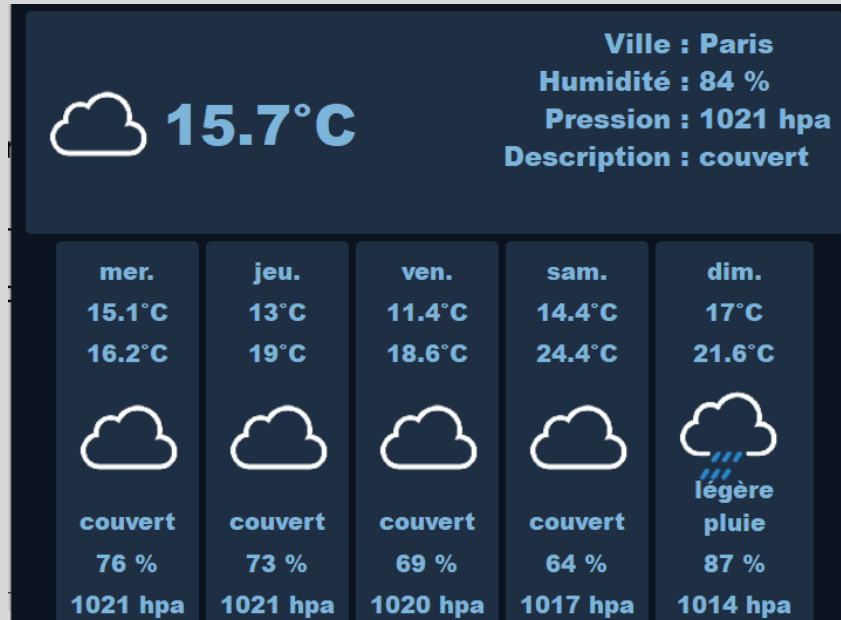 15.7°C
Ville : Paris
Humidité : 84 %
Pression : 1021 hpa
Description : couvert
mer.
15.1°C
16.2°C
couvert
76 %
1021 hpa
jeu.
13°C
19°C
couvert
73 %
1021 hpa
ven.
11.4°C
18.6°C
couvert
69 %
1020 hpa
sam.
14.4°C
24.4°C
couvert
64 %
1017 hpa
dim.
17°C
21.6°C
légère
pluie
87 %
1014 hpa